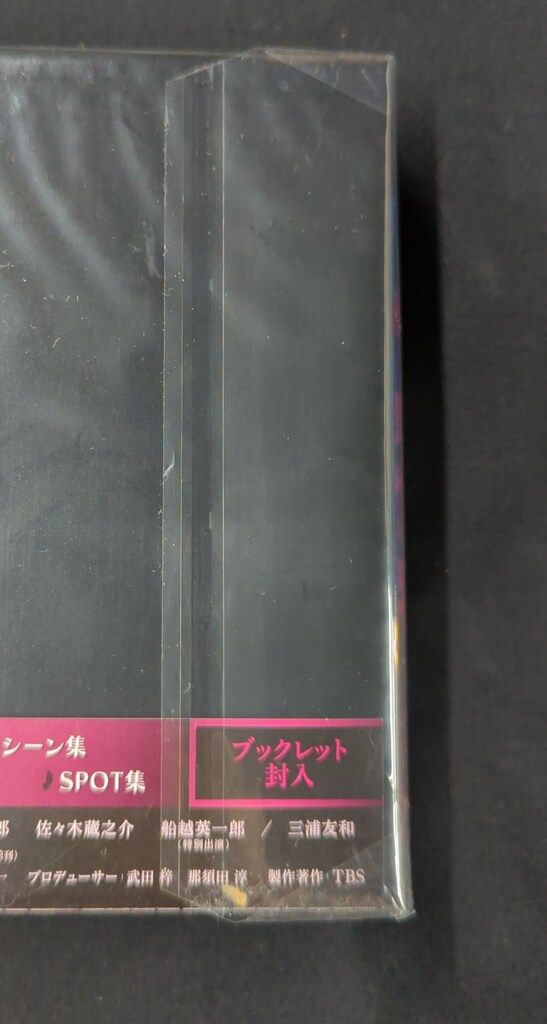 シーン集
SPOT集
ブックレット
封入
郎 佐々木蔵之介 船越英一郎 / 三浦友和
(特別出演)
プロデューサー 武田 梓 那須田 淳 製作著作 TBS